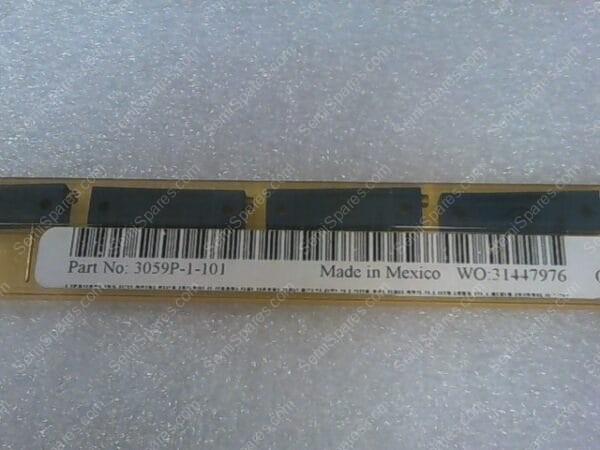 Part No: 3059P-1-101 Made in Mexico WO:31447976
SemiSpares.com